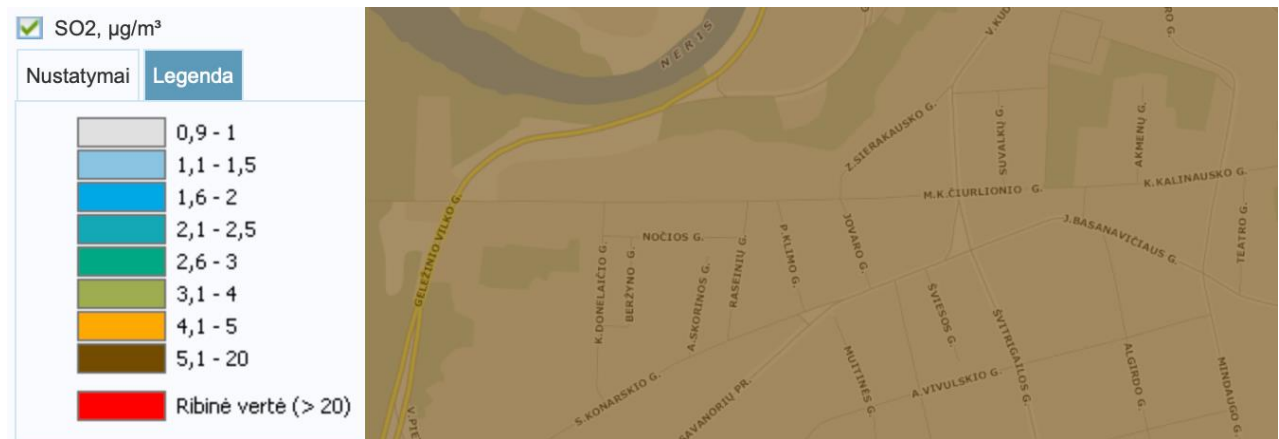 SO2, µg/m³
Nustatymai
Legenda
0,9 - 1
1,1 - 1,5
1,6 - 2
2,1 - 2,5
2,6 - 3
3,1 - 4
4,1 - 5
5,1 - 20
Ribinė vertė (> 20)
NERIS
V.KUD
RO G.
Z.SIERAKAUSKO G.
SUVALKŲ G.
AKMENŲ G.
K.KALINAUSKO G.
M.K.ČIURLIONIO G.
GELEŽINIO VILKO G.
NOČIOS G.
P.KLIMO G.
JOVARO G.
J.BASANAVIČIAUS G.
TEATRO G.
K.DONELAIČIO G.
BERŽYNO G.
A.SKORINOS G.
RASEINIŲ G.
ŠVIESOS G.
ŠVITRIGAILOS G.
S.KONARSKIO G.
SAVANORIŲ PR.
MUITINĖS G.
A.VIVULSKIO G.
ALGIRDO G.
MINDAUGO G.
V.PIE